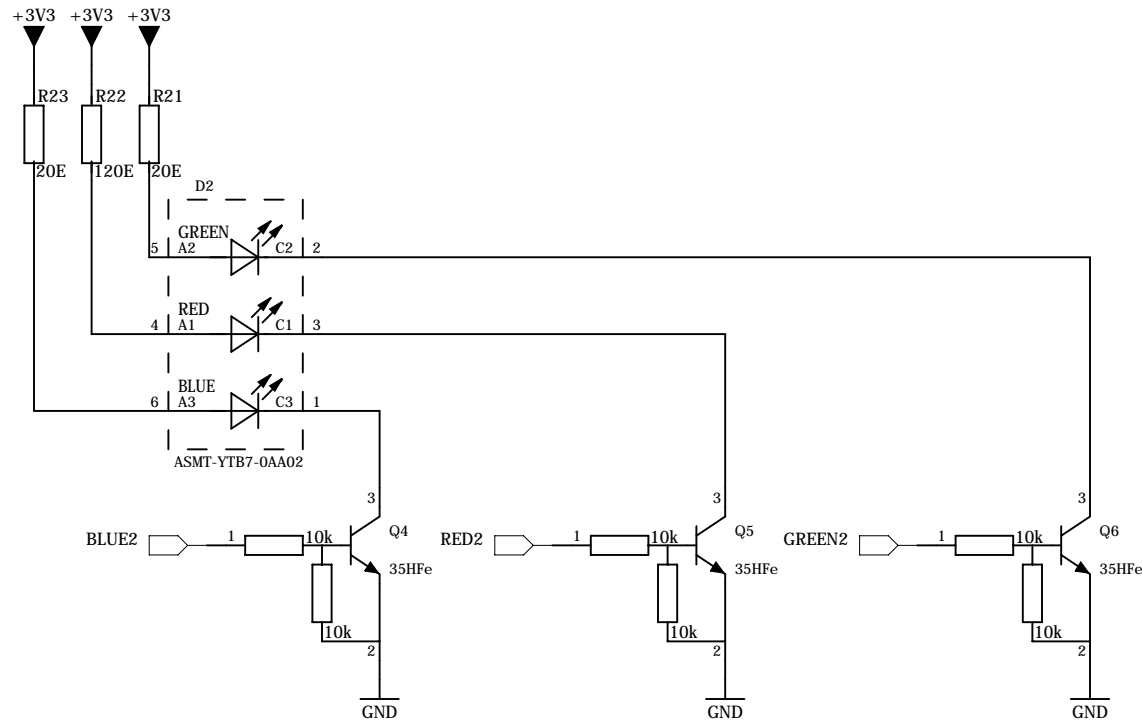 +3V3 +3V3 +3V3
R23 R22 R21
20E 120E 20E
D2
GREEN
5 A2 C2 2
RED
4 A1 C1 3
BLUE
6 A3 C3 1
ASMT-YTB7-0AA02
3 3 3
BLUE2 1 10k Q4
RED2 1 10k Q5
GREEN2 1 10k Q6
35HFe 35HFe 35HFe
10k 10k 10k
2 2 2
GND GND GND